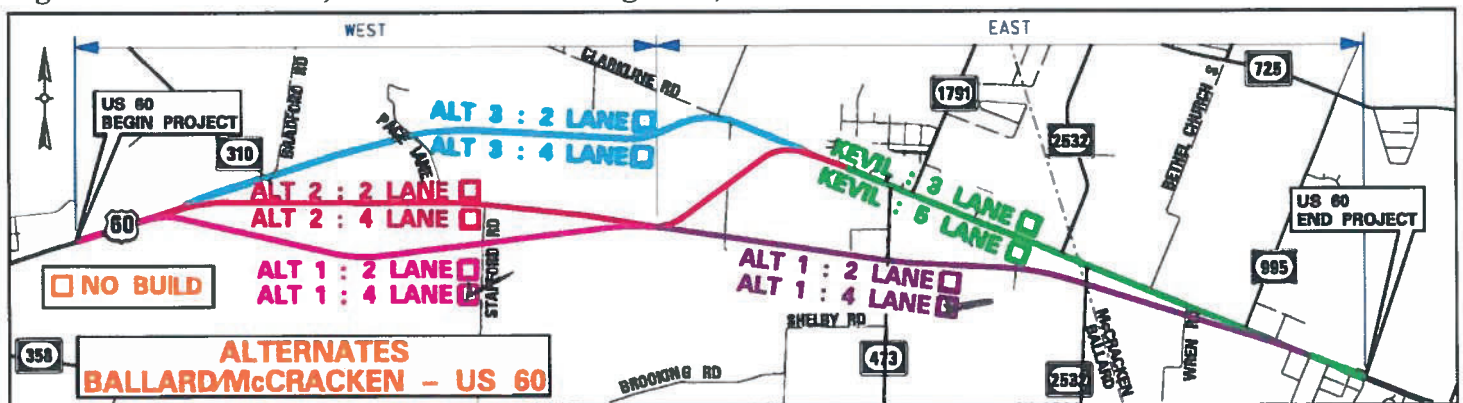 WEST
EAST
US 60
BEGIN PROJECT
310
BRADFORD RD
PACE LANE
CLARKLINE RD
ALT 3 : 2 LANE
ALT 3 : 4 LANE
1791
2532
725
BETHEL CHURCH
KEVIL : 3 LANE
KEVIL : 5 LANE
US 60
END PROJECT
60
ALT 2 : 2 LANE
ALT 2 : 4 LANE
STANFORD RD
ALT 1 : 2 LANE
ALT 1 : 4 LANE
NO BUILD
ALT 1 : 2 LANE
ALT 1 : 4 LANE
995
SHELBY RD
473
McCRACKEN
BALLARD
WREN RD
2532
358
ALTERNATES
BALLARD/McCRACKEN - US 60
BROOKING RD